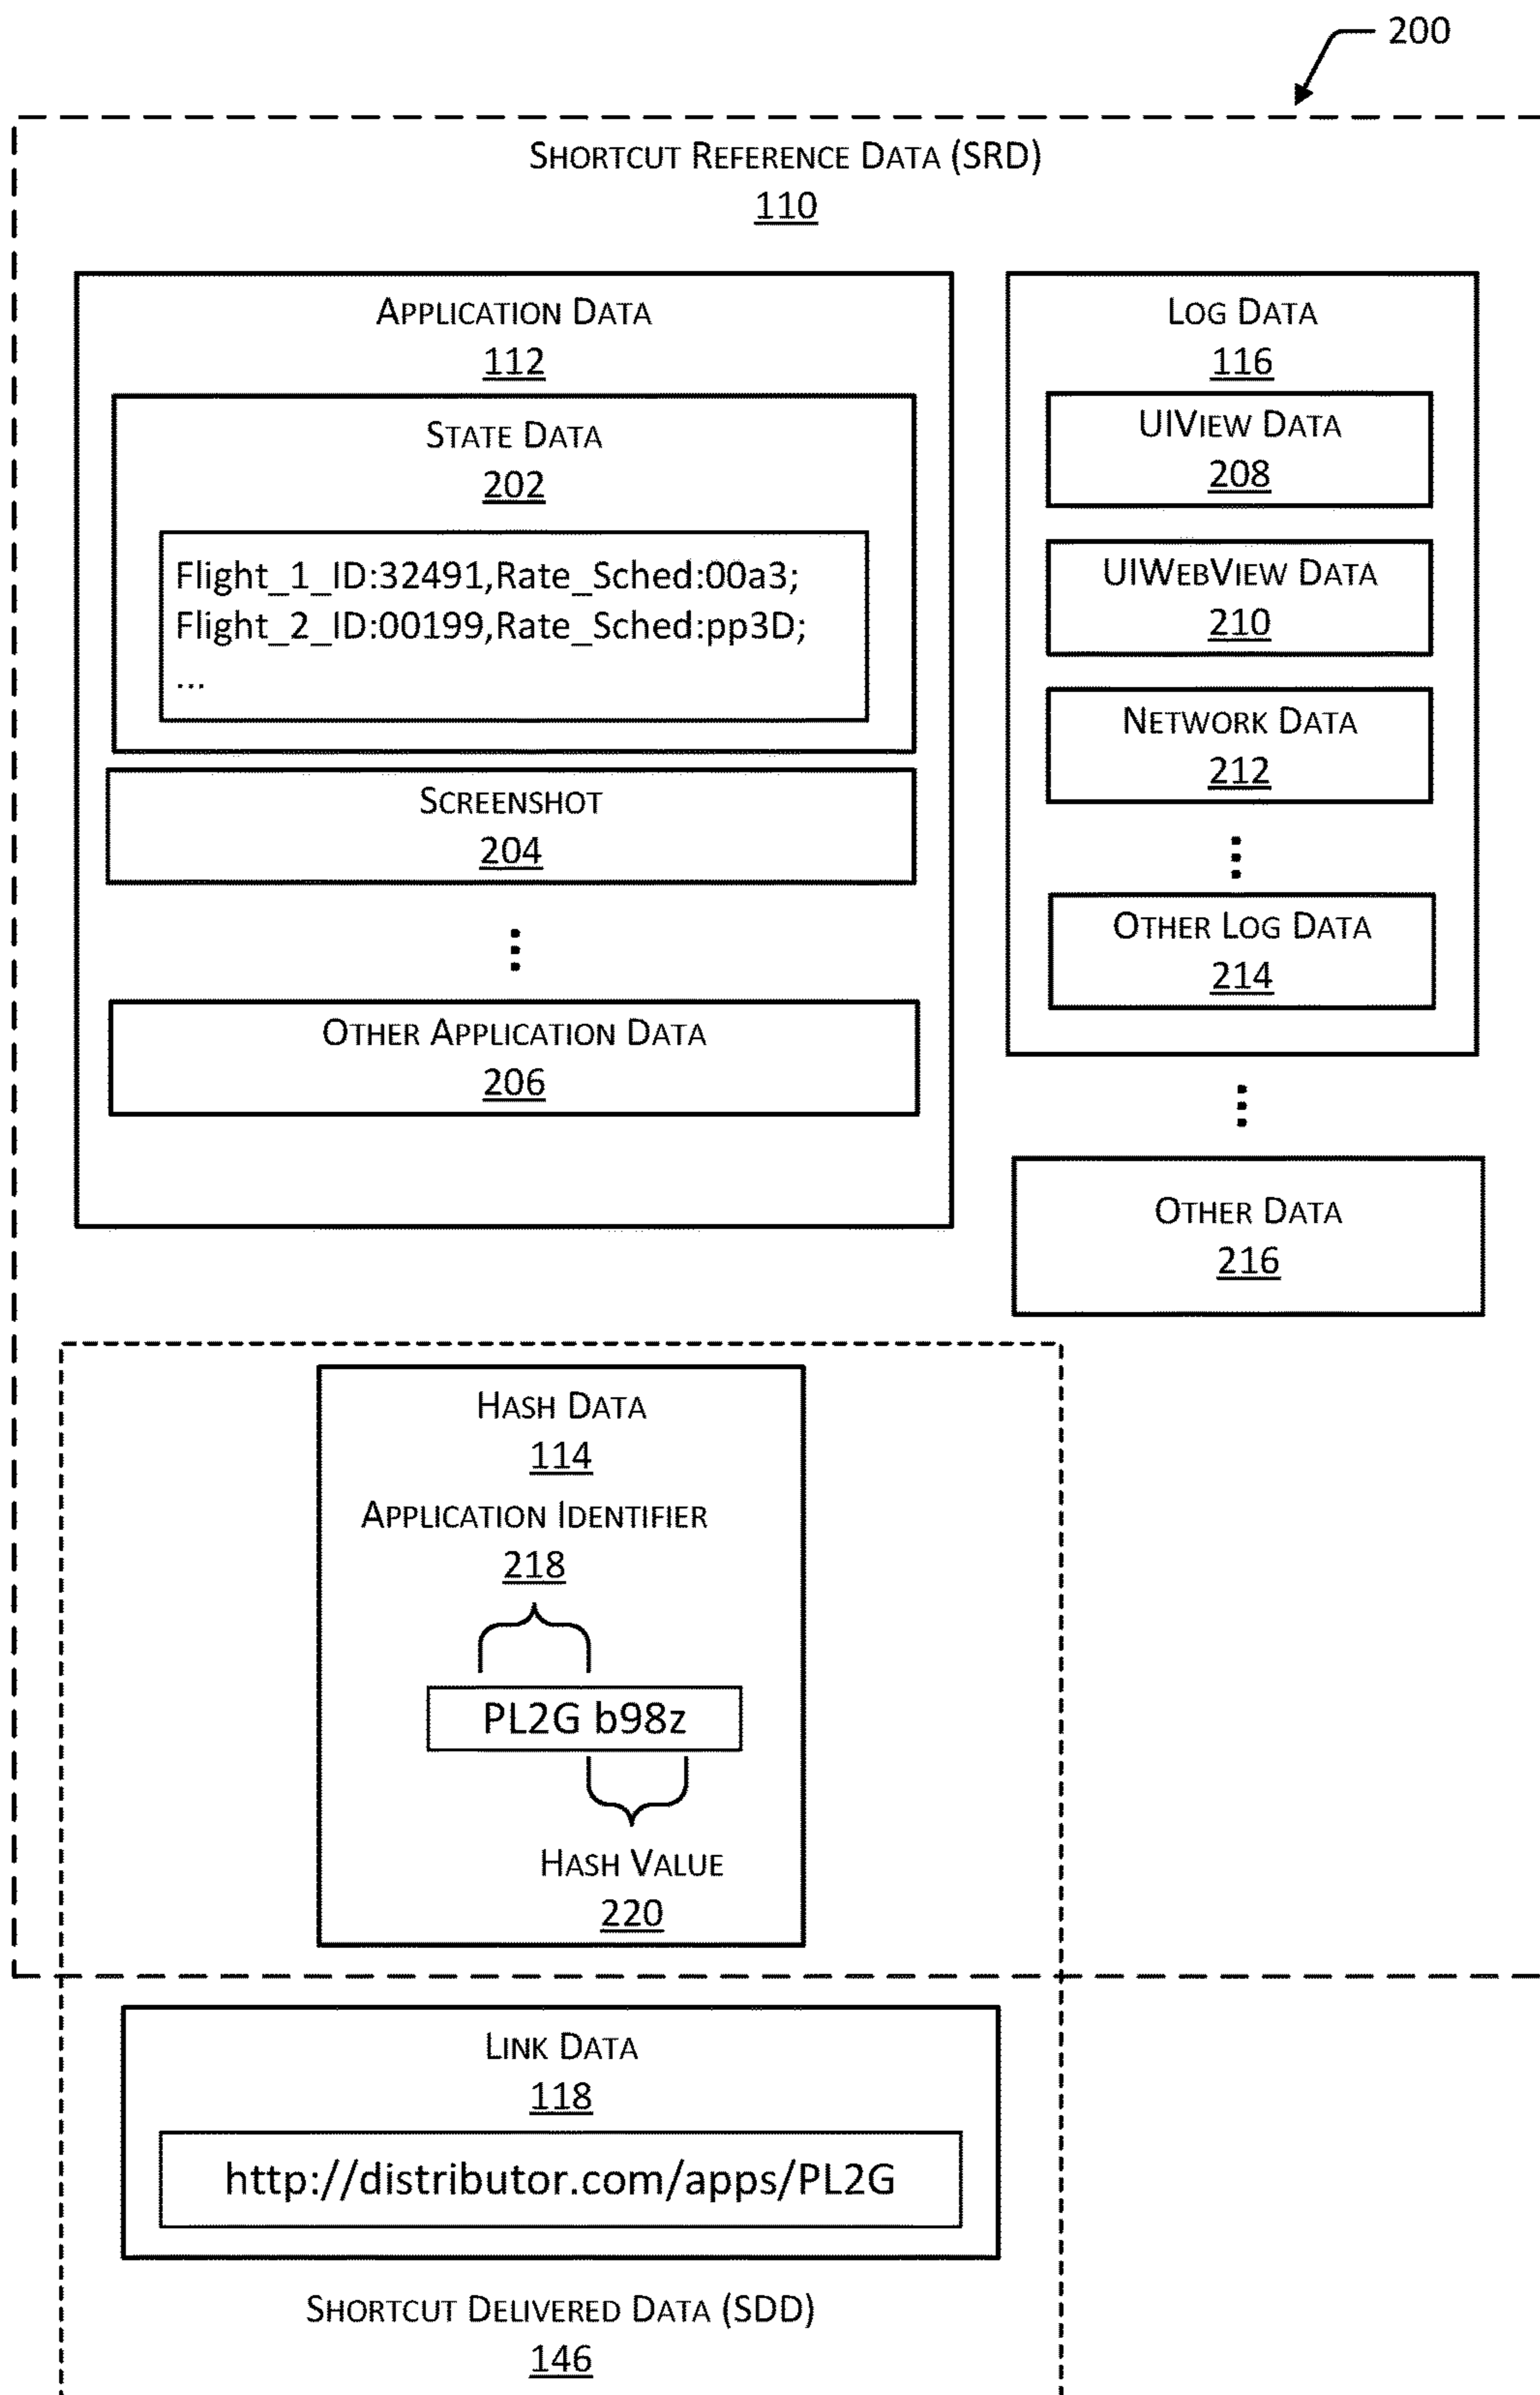 200
Shortcut Reference Data (SRD)
110
Application Data
112
State Data
202
Flight_1_ID:32491,Rate_Sched:00a3;
Flight_2_ID:00199,Rate_Sched:pp3D;
...
Screenshot
204
Other Application Data
206
Log Data
116
UIView Data
208
UIWebView Data
210
Network Data
212
Other Log Data
214
Other Data
216
Hash Data
114
Application Identifier
218
PL2G b98z
Hash Value
220
Link Data
118
http://distributor.com/apps/PL2G
Shortcut Delivered Data (SDD)
146